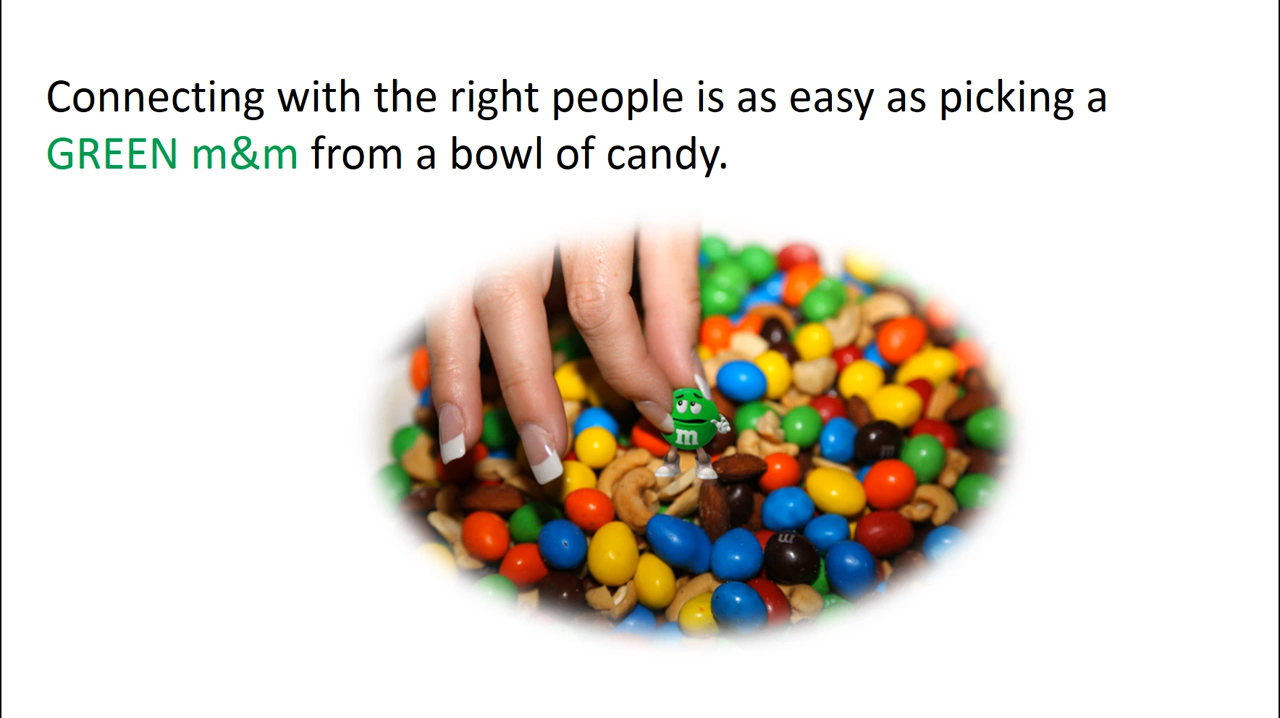 Connecting with the right people is as easy as picking a
GREEN m&m from a bowl of candy.
m
m